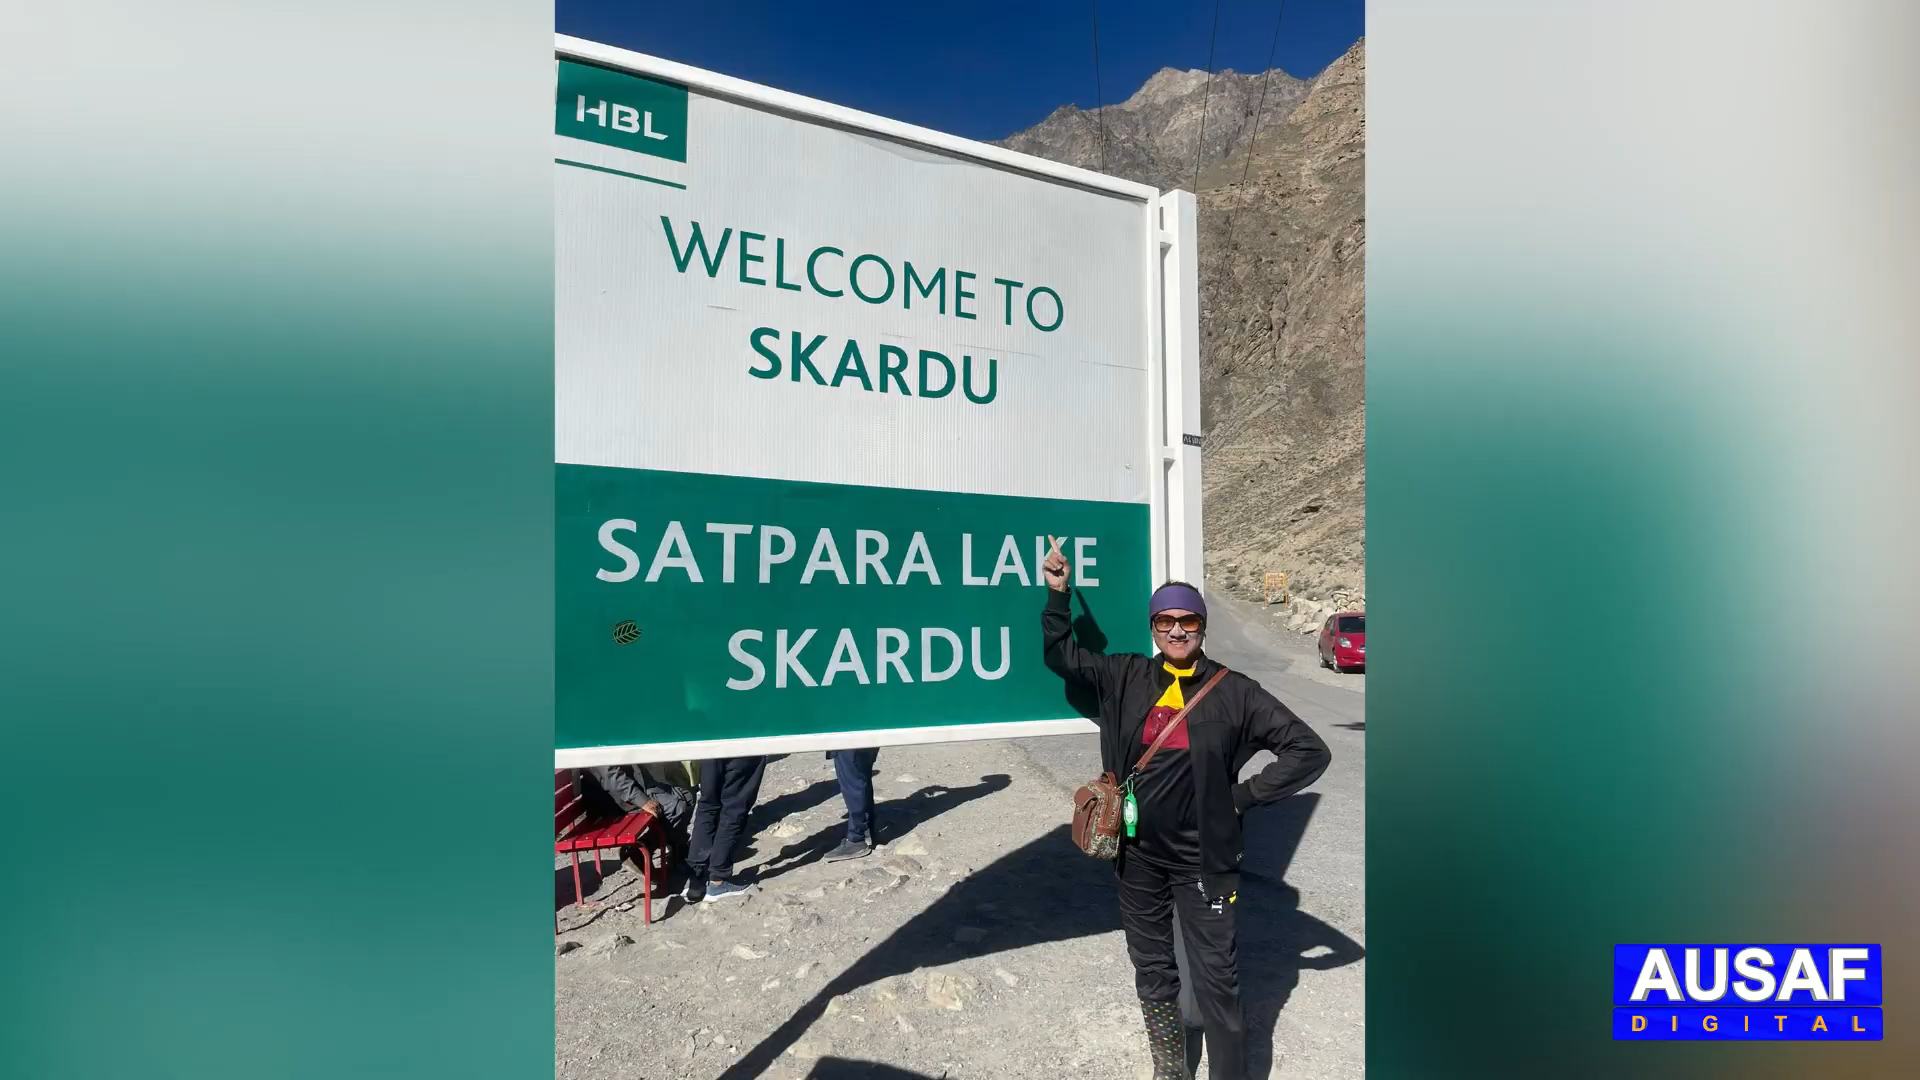 HBL
WELCOME TO
SKARDU
SATPARA LAKE
SKARDU
AUSAF
DIGITAL